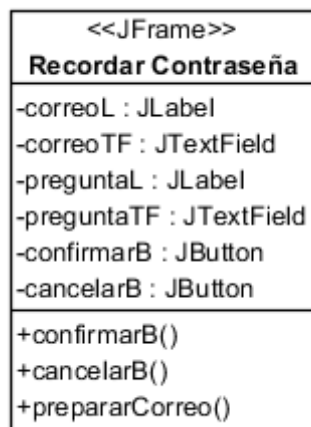 <<JFrame>>
Recordar Contraseña
-correoL : JLabel
-correoTF : JTextField
-preguntaL : JLabel
-preguntaTF : JTextField
-confirmarB : JButton
-cancelarB : JButton
+confirmarB()
+cancelarB()
+prepararCorreo()